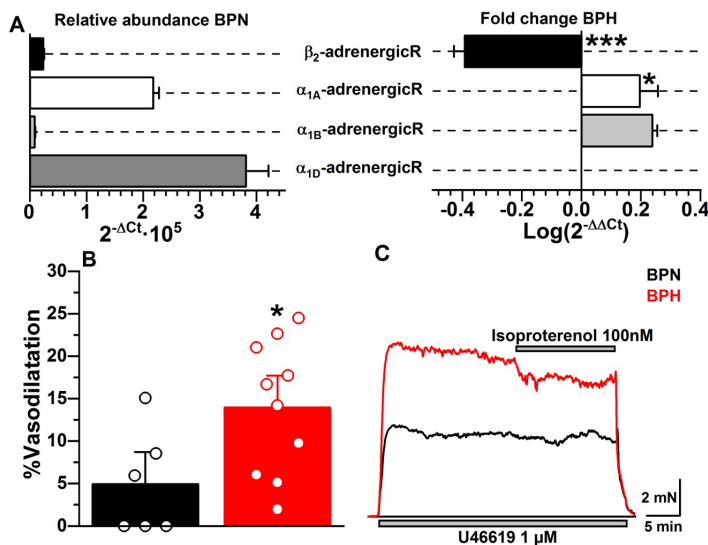 A
Relative abundance BPN
Fold change BPH
β2-adrenergicR
***
α1A-adrenergicR
*
α1B-adrenergicR
α1D-adrenergicR
0 1 2 3 4
2-ΔCt·105
-0.4 -0.2 0.0 0.2 0.4
Log(2-ΔΔCt)
B
%Vasodilatation
30
25
20
15
10
5
0
*
C
BPN
BPH
Isoproterenol 100nM
2 mN
5 min
U46619 1 µM